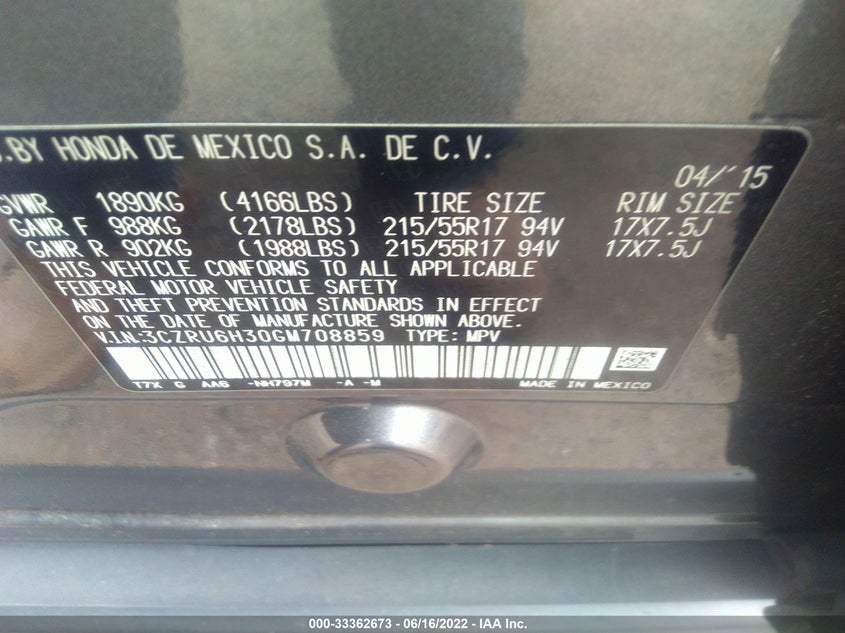 .BY HONDA DE MEXICO S.A. DE C.V.
04/'15
GVWR 1890KG (4166LBS) TIRE SIZE RIM SIZE
GAWR F 988KG (2178LBS) 215/55R17 94V 17X7.5J
GAWR R 902KG (1988LBS) 215/55R17 94V 17X7.5J
THIS VEHICLE CONFORMS TO ALL APPLICABLE
FEDERAL MOTOR VEHICLE SAFETY
AND THEFT PREVENTION STANDARDS IN EFFECT
ON THE DATE OF MANUFACTURE SHOWN ABOVE.
V.I.N:3CZRU6H30GM708859 TYPE: MPV
T7X G AA6 -NH797M -A -M MADE IN MEXICO
000-33362673 - 06/16/2022 - IAA Inc.